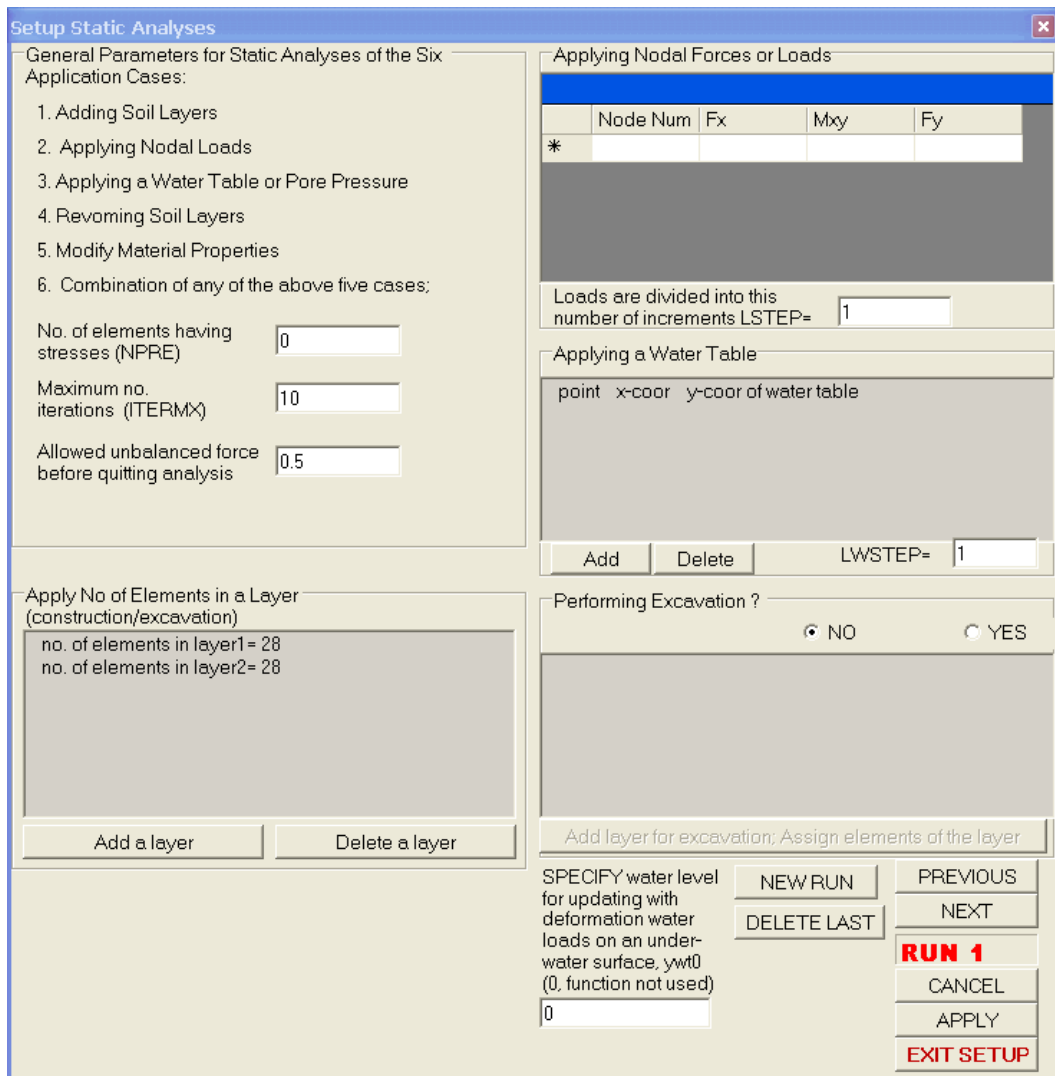 Setup Static Analyses
General Parameters for Static Analyses of the Six
Application Cases:
1. Adding Soil Layers
2. Applying Nodal Loads
3. Applying a Water Table or Pore Pressure
4. Revoming Soil Layers
5. Modify Material Properties
6. Combination of any of the above five cases;
No. of elements having
stresses (NPRE)
0
Maximum no.
iterations (ITERMX)
10
Allowed unbalanced force
before quitting analysis
0.5
Apply No of Elements in a Layer
(construction/excavation)
no. of elements in layer1= 28
no. of elements in layer2= 28
Add a layer
Delete a layer
Applying Nodal Forces or Loads
Node Num Fx Mxy Fy
*
Loads are divided into this
number of increments LSTEP=
1
Applying a Water Table
point x-coor y-coor of water table
Add
Delete
LWSTEP=
1
Performing Excavation ?
NO
YES
Add layer for excavation; Assign elements of the layer
SPECIFY water level
for updating with
deformation water
loads on an under-
water surface, ywt0
(0, function not used)
0
NEW RUN
DELETE LAST
PREVIOUS
NEXT
RUN 1
CANCEL
APPLY
EXIT SETUP